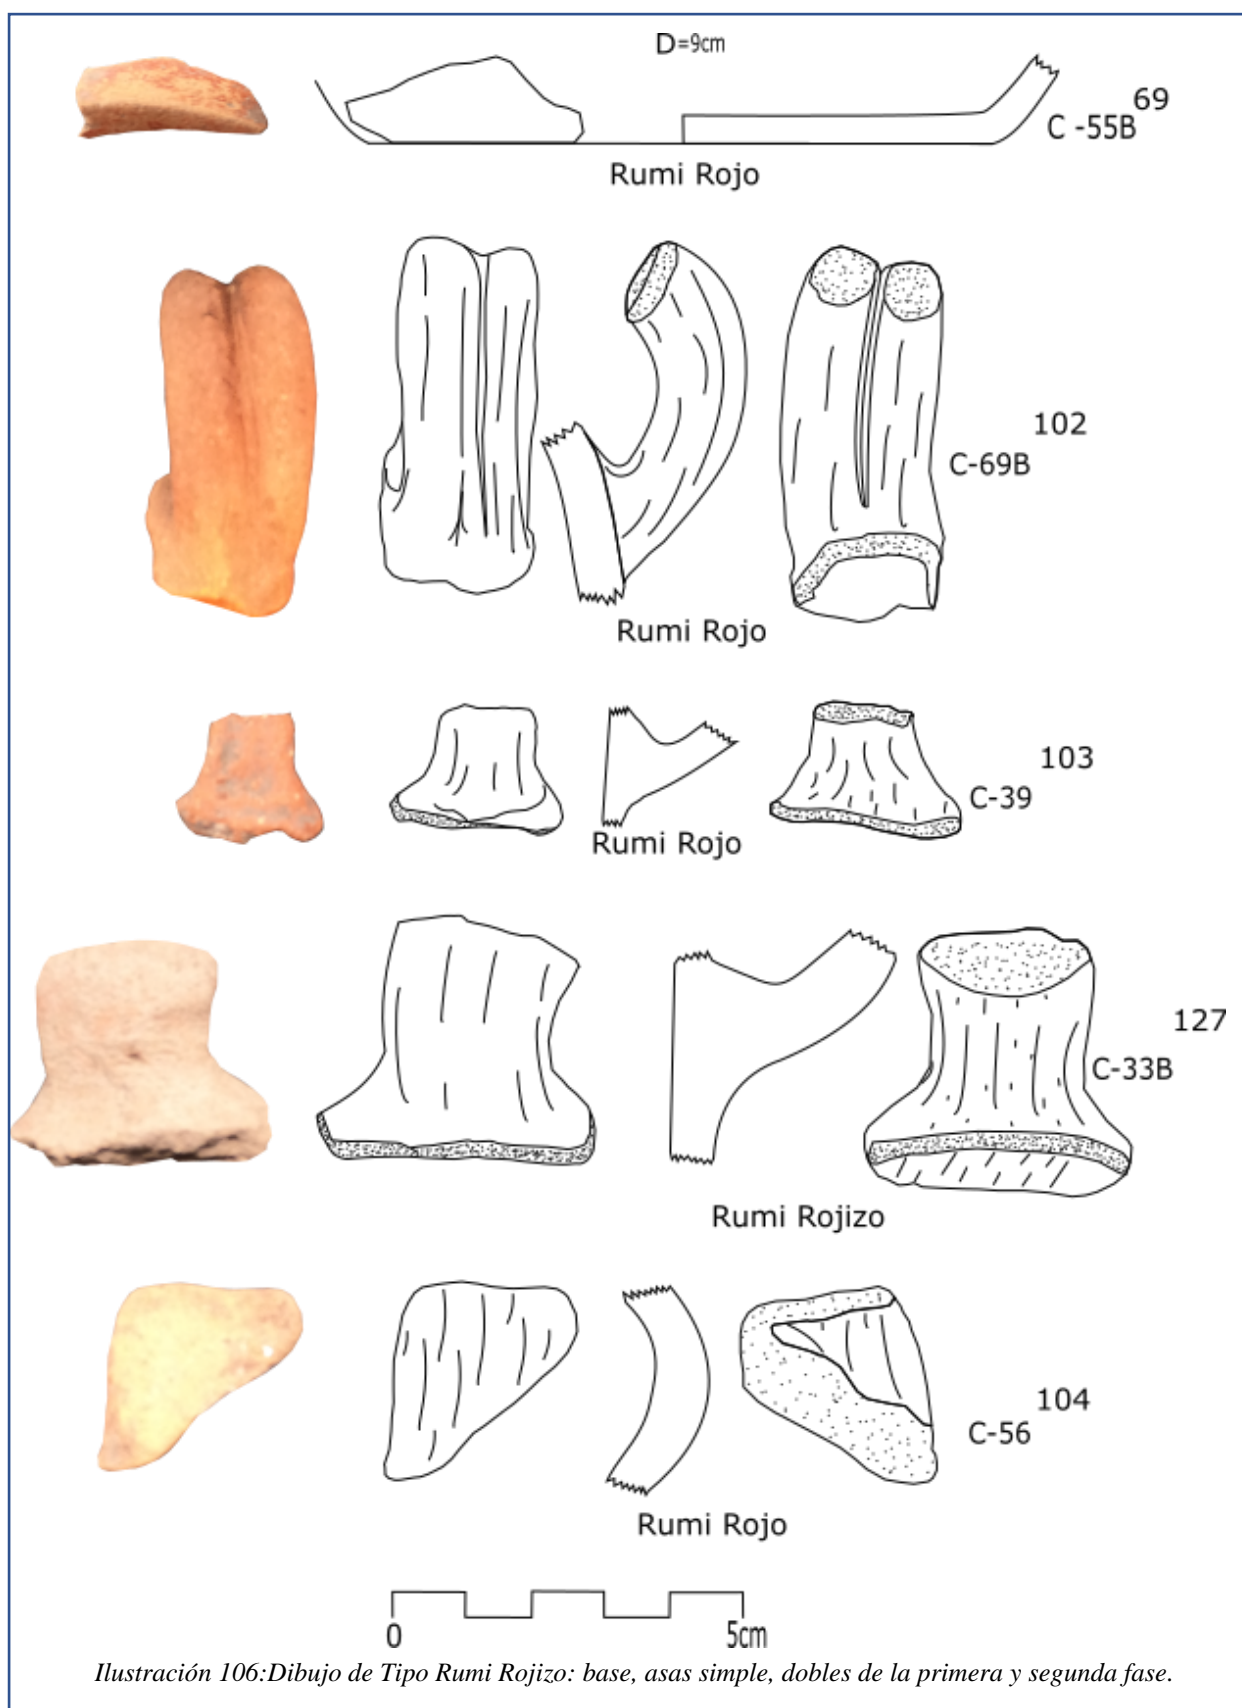 D=9cm
69
C -55B
Rumi Rojo
102
C-69B
Rumi Rojo
103
C-39
Rumi Rojo
127
C-33B
Rumi Rojizo
104
C-56
Rumi Rojo
0 5cm
Ilustración 106:Dibujo de Tipo Rumi Rojizo: base, asas simple, dobles de la primera y segunda fase.